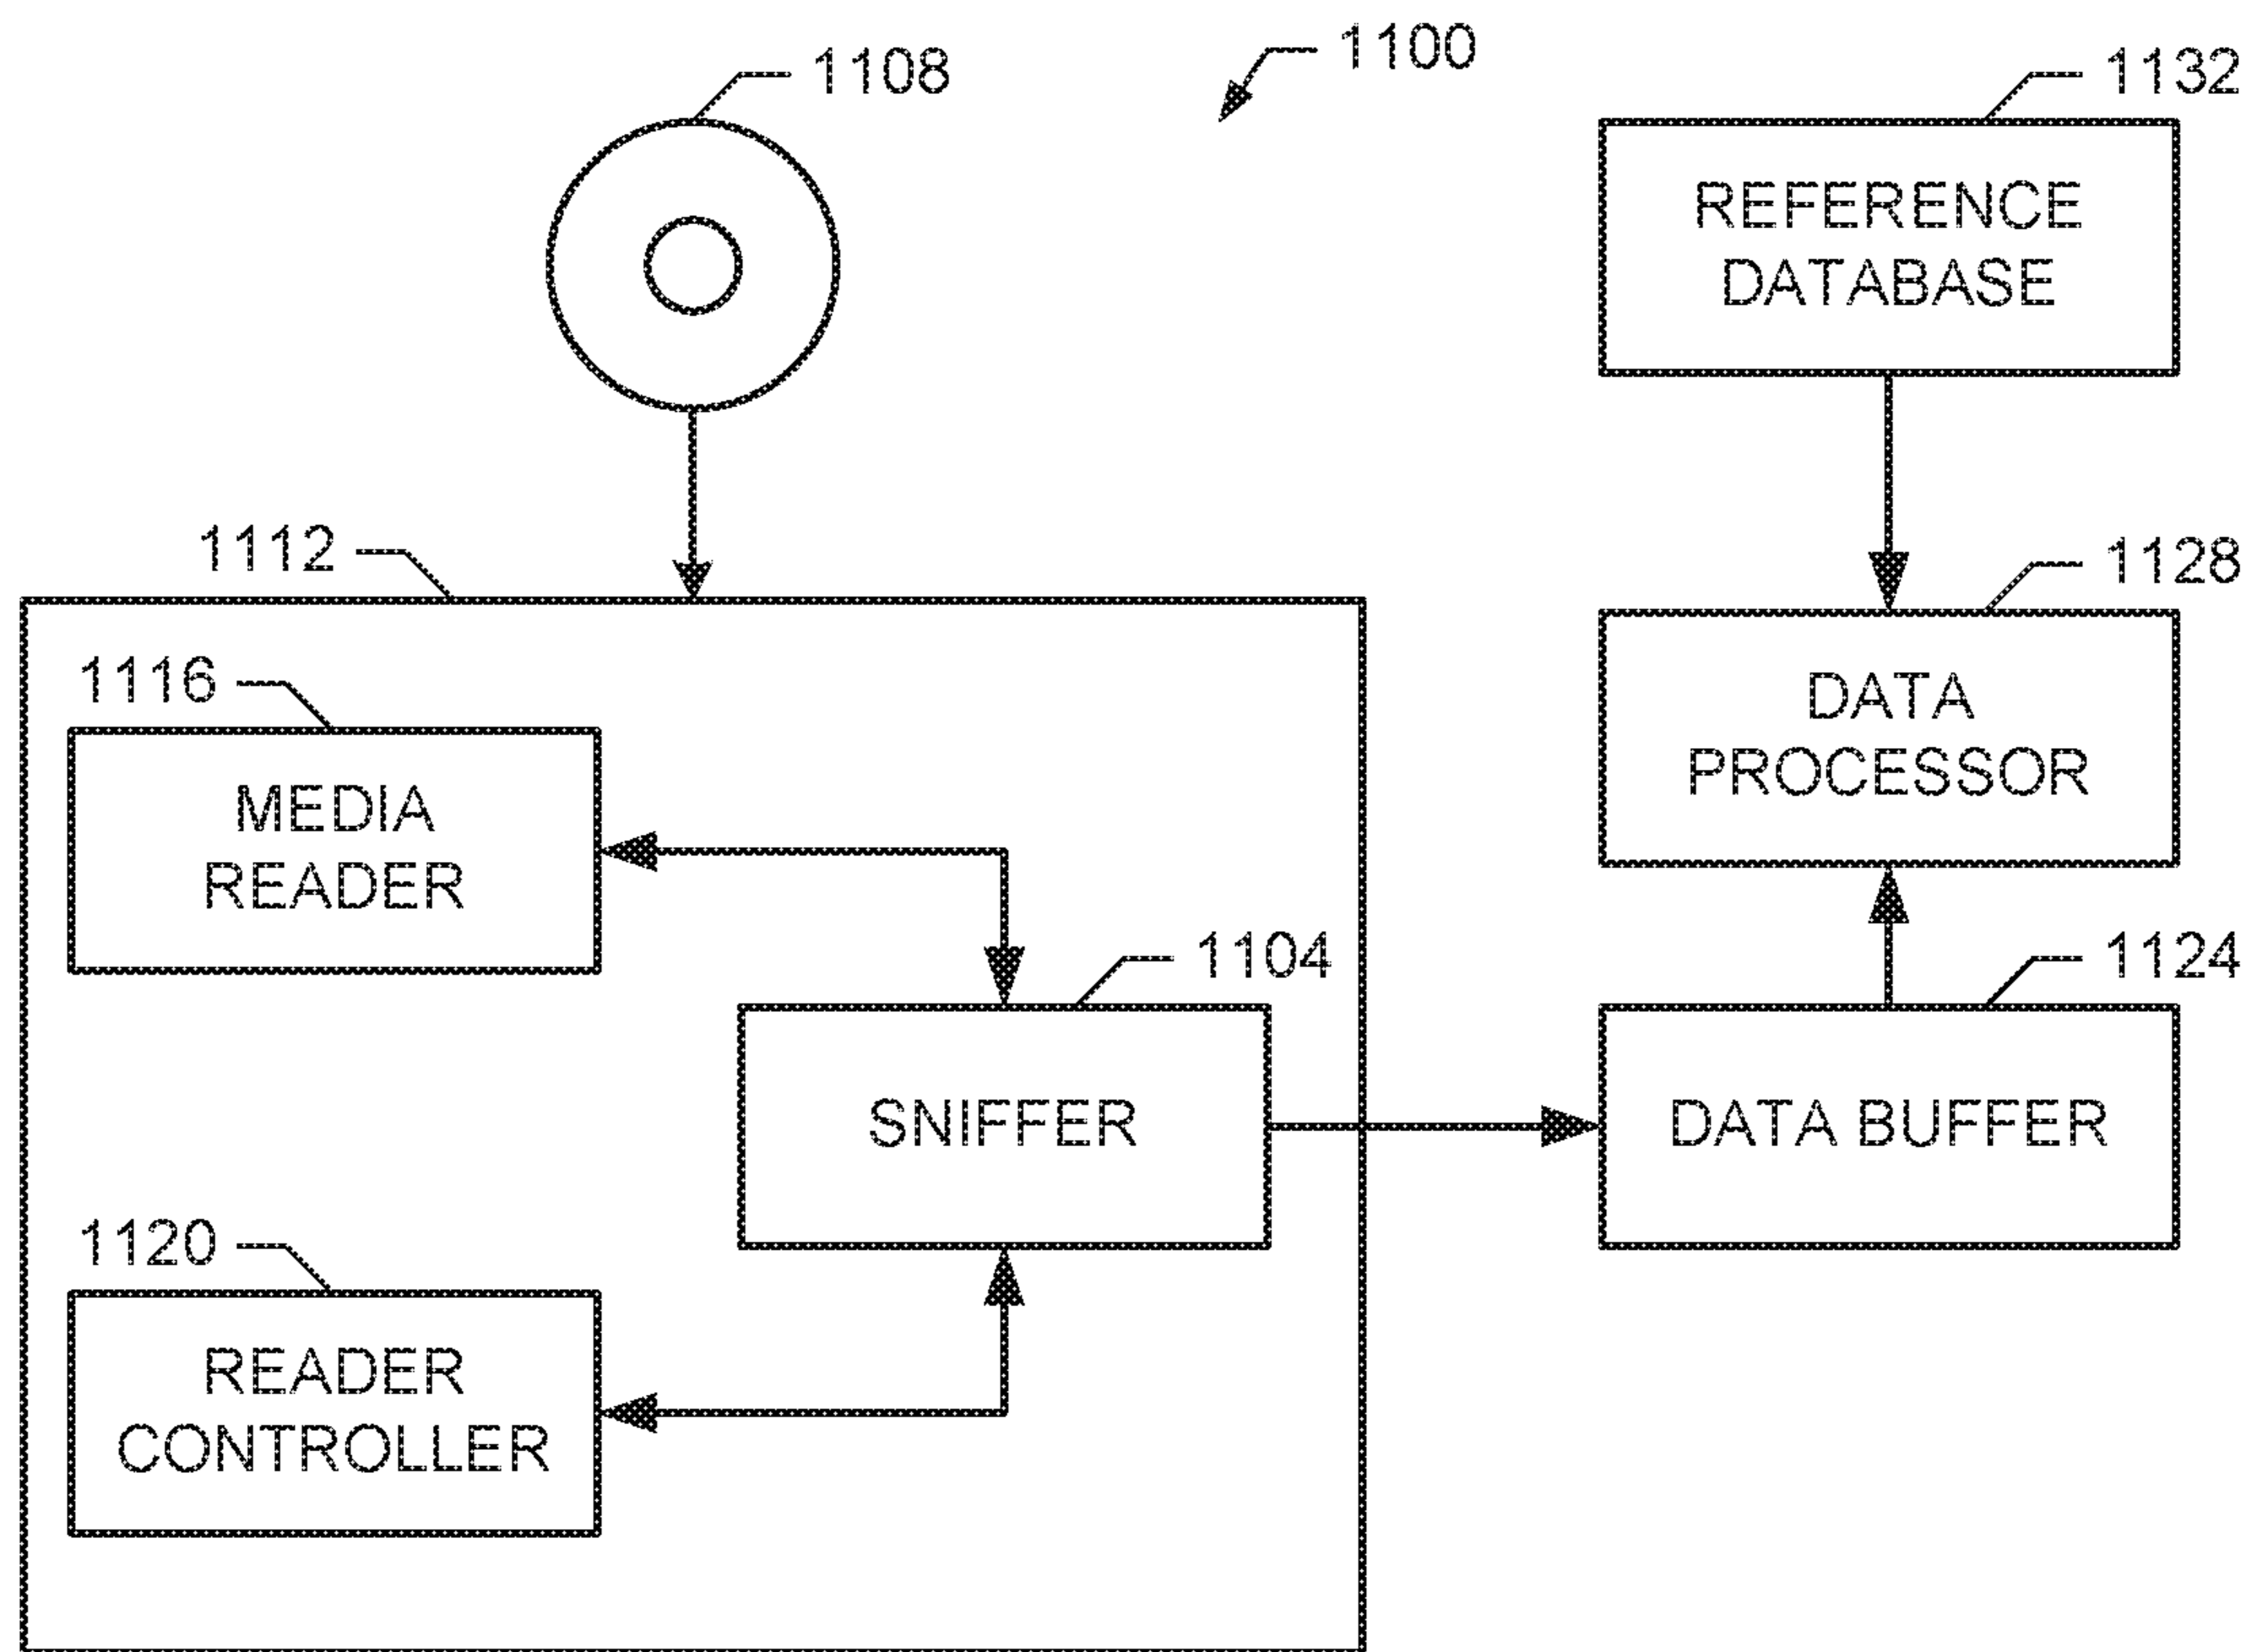 1100
1108
1132
REFERENCE
DATABASE
1112
1128
DATA
PROCESSOR
1116
MEDIA
READER
1104
SNIFFER
1124
DATA BUFFER
1120
READER
CONTROLLER